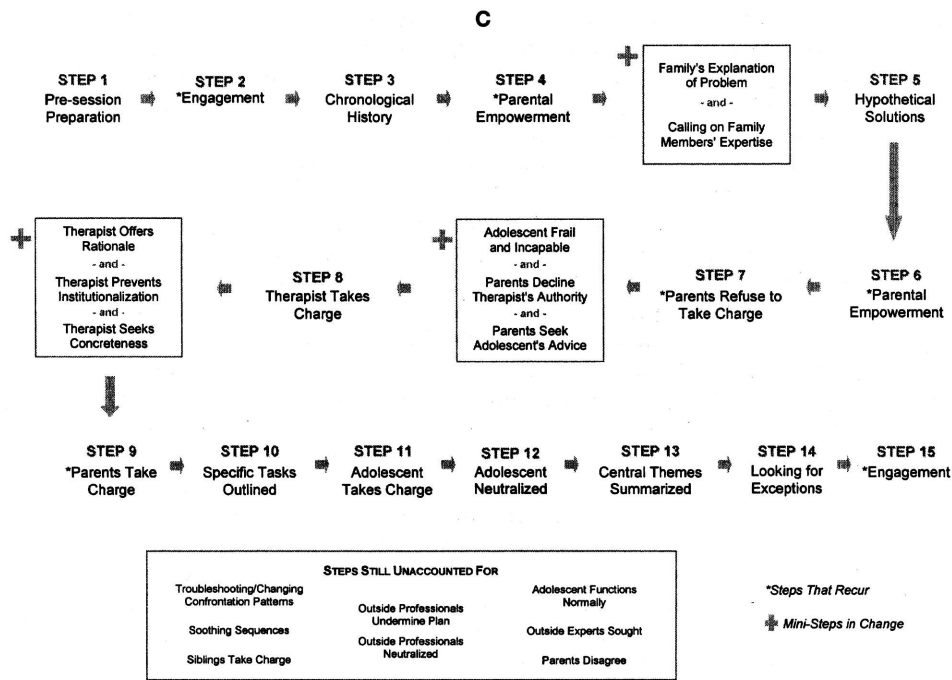 C
STEP 1
Pre-session
Preparation
STEP 2
*Engagement
STEP 3
Chronological
History
STEP 4
*Parental
Empowerment
Family's Explanation
of Problem
- and -
Calling on Family
Members' Expertise
STEP 5
Hypothetical
Solutions
STEP 6
*Parental
Empowerment
STEP 7
*Parents Refuse to
Take Charge
Adolescent Frail
and Incapable
- and -
Parents Decline
Therapist's Authority
- and -
Parents Seek
Adolescent's Advice
STEP 8
Therapist Takes
Charge
Therapist Offers
Rationale
- and -
Therapist Prevents
Institutionalization
- and -
Therapist Seeks
Concreteness
STEP 9
*Parents Take
Charge
STEP 10
Specific Tasks
Outlined
STEP 11
Adolescent
Takes Charge
STEP 12
Adolescent
Neutralized
STEP 13
Central Themes
Summarized
STEP 14
Looking for
Exceptions
STEP 15
*Engagement
STEPS STILL UNACCOUNTED FOR
Troubleshooting/Changing
Confrontation Patterns
Soothing Sequences
Siblings Take Charge
Outside Professionals
Undermine Plan
Outside Professionals
Neutralized
Adolescent Functions
Normally
Outside Experts Sought
Parents Disagree
*Steps That Recur
Mini-Steps in Change